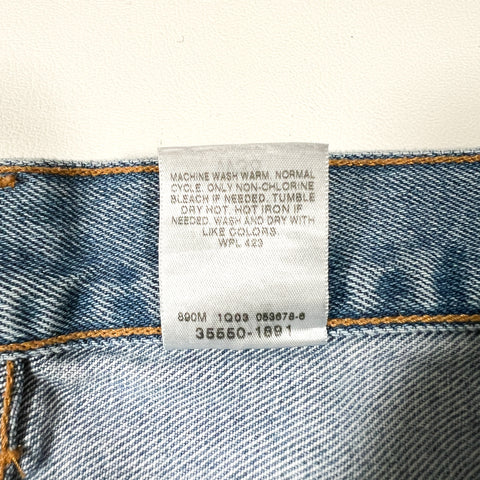 MACHINE WASH WARM. NORMAL
CYCLE. ONLY NON-CHLORINE
BLEACH IF NEEDED. TUMBLE
DRY HOT. HOT IRON IF
NEEDED. WASH AND DRY WITH
LIKE COLORS.
WPL 423
890M 1Q03 053678-6
35550-1891